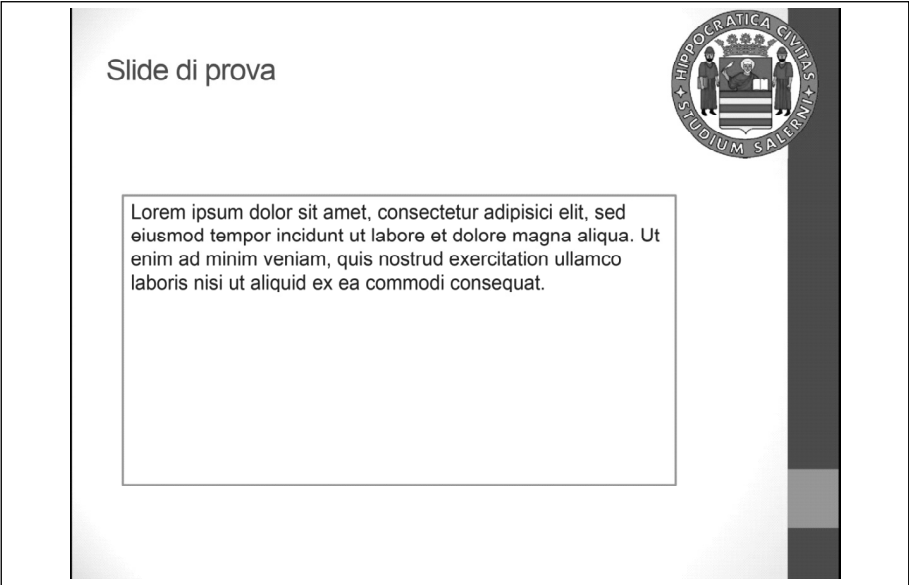 Slide di prova
HIPPOCRATICA CIVITAS
STUDIUM SALERNI
Lorem ipsum dolor sit amet, consectetur adipisici elit, sed
eiusmod tempor incidunt ut labore et dolore magna aliqua. Ut
enim ad minim veniam, quis nostrud exercitation ullamco
laboris nisi ut aliquid ex ea commodi consequat.